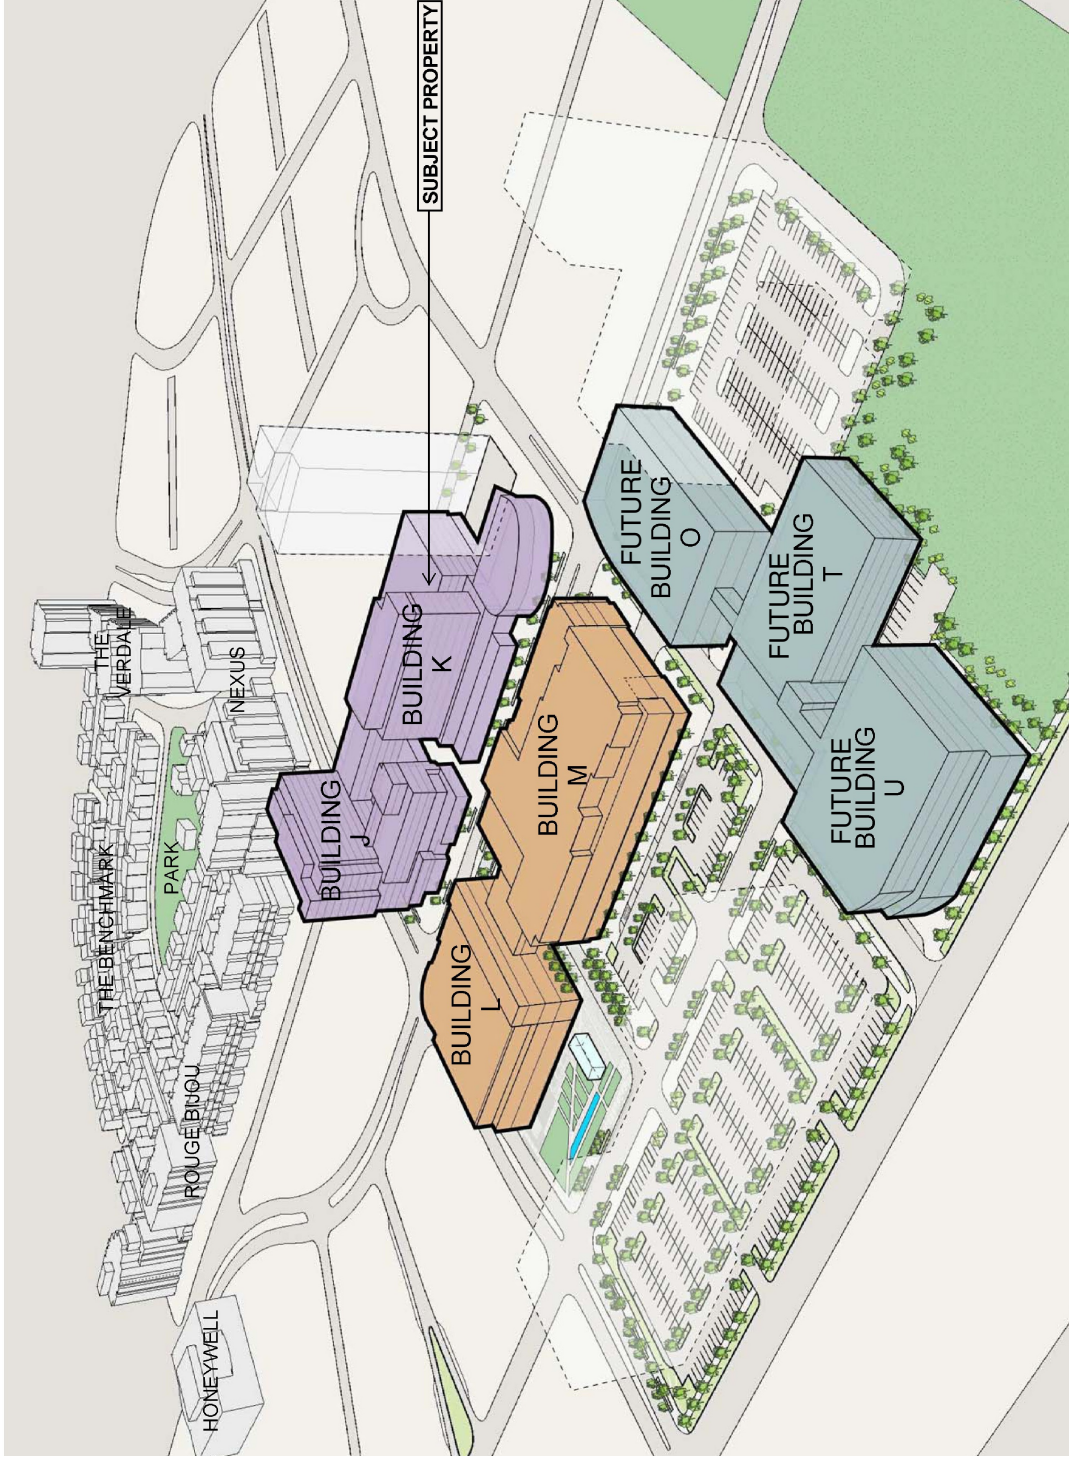 THE BENCHMARK
THE
VERDALE
PARK
ROUGE BIJOU
HONEYWELL
NEXUS
BUILDING
J
BUILDING
K
SUBJECT PROPERTY
BUILDING
L
BUILDING
M
FUTURE
BUILDING
O
FUTURE
BUILDING
T
FUTURE
BUILDING
U